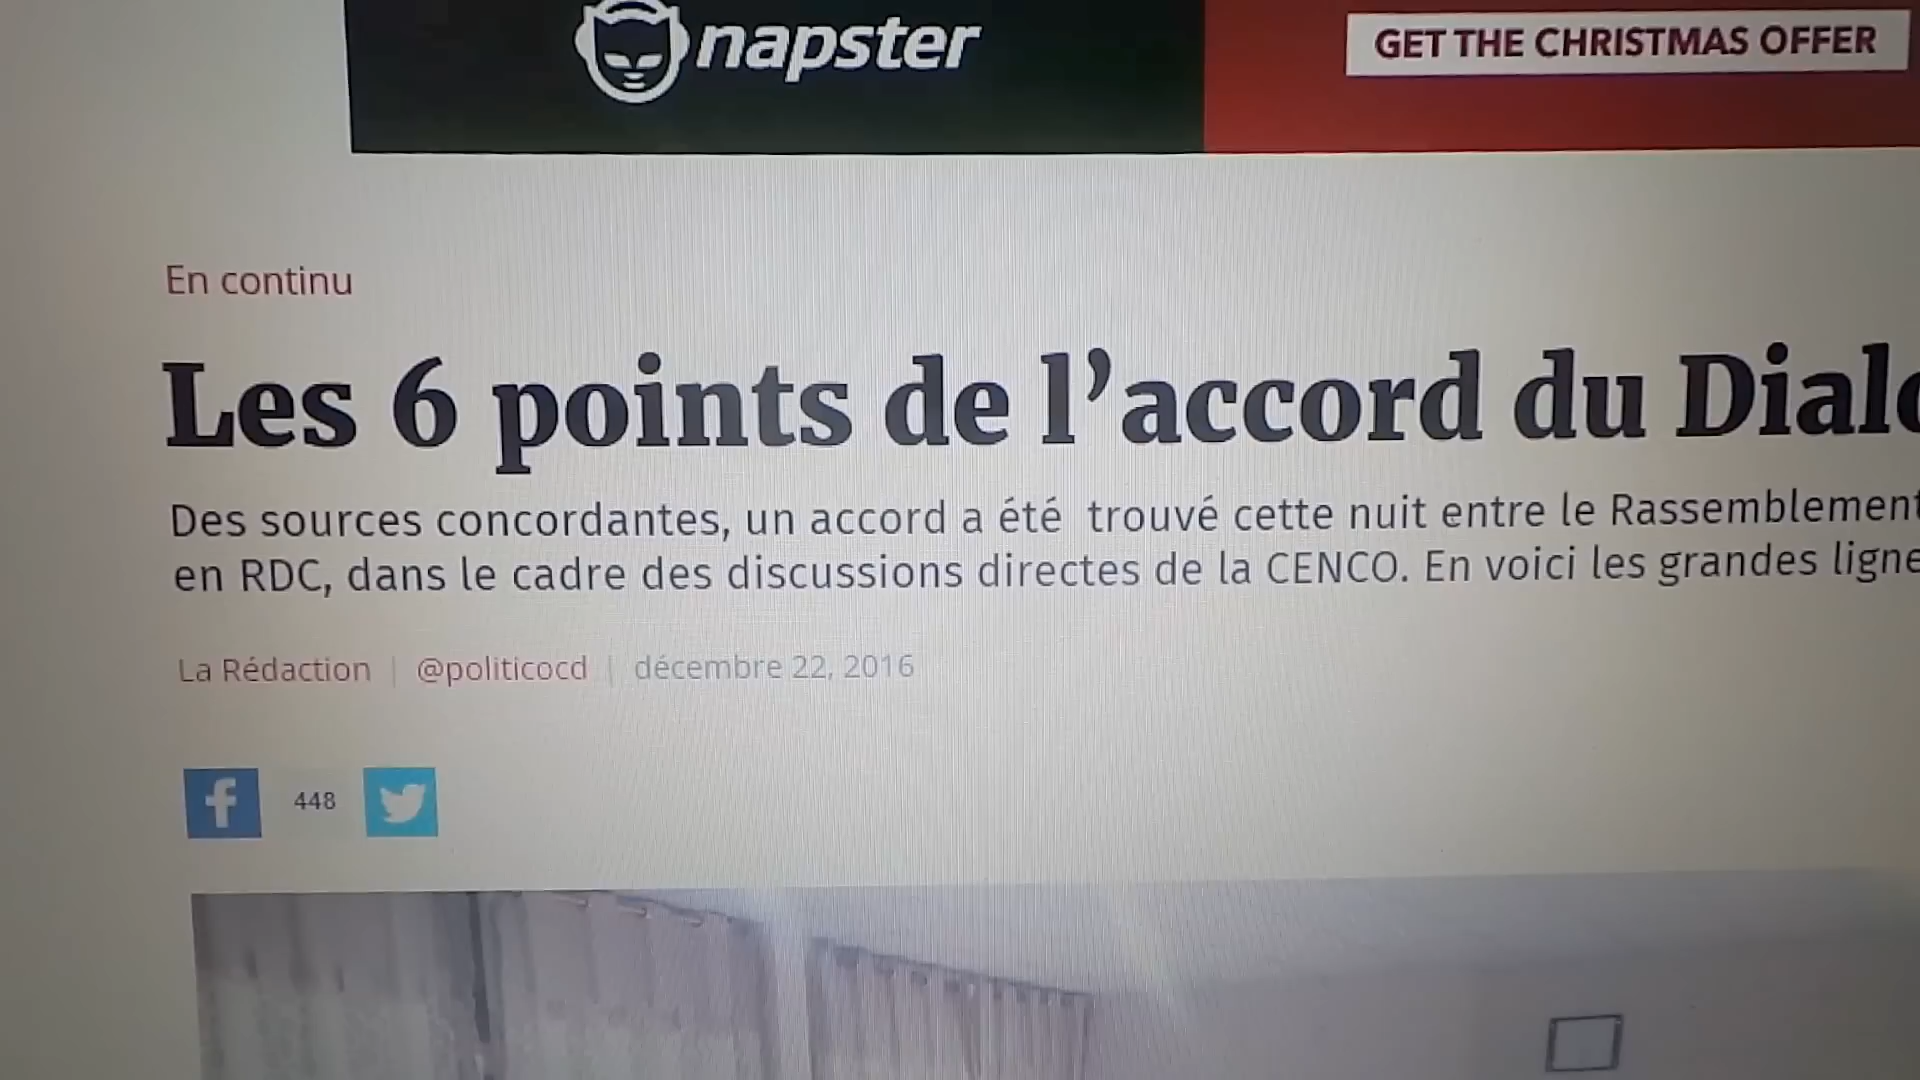 napster
GET THE CHRISTMAS OFFER
En continu
Les 6 points de l’accord du
Des sources concordantes, un accord a été trouvé cette nuit entre le Rassemblement
en RDC, dans le cadre des discussions directes de la CENCO. En voici les grandes
La Rédaction | @politicocd | décembre 22, 2016
448